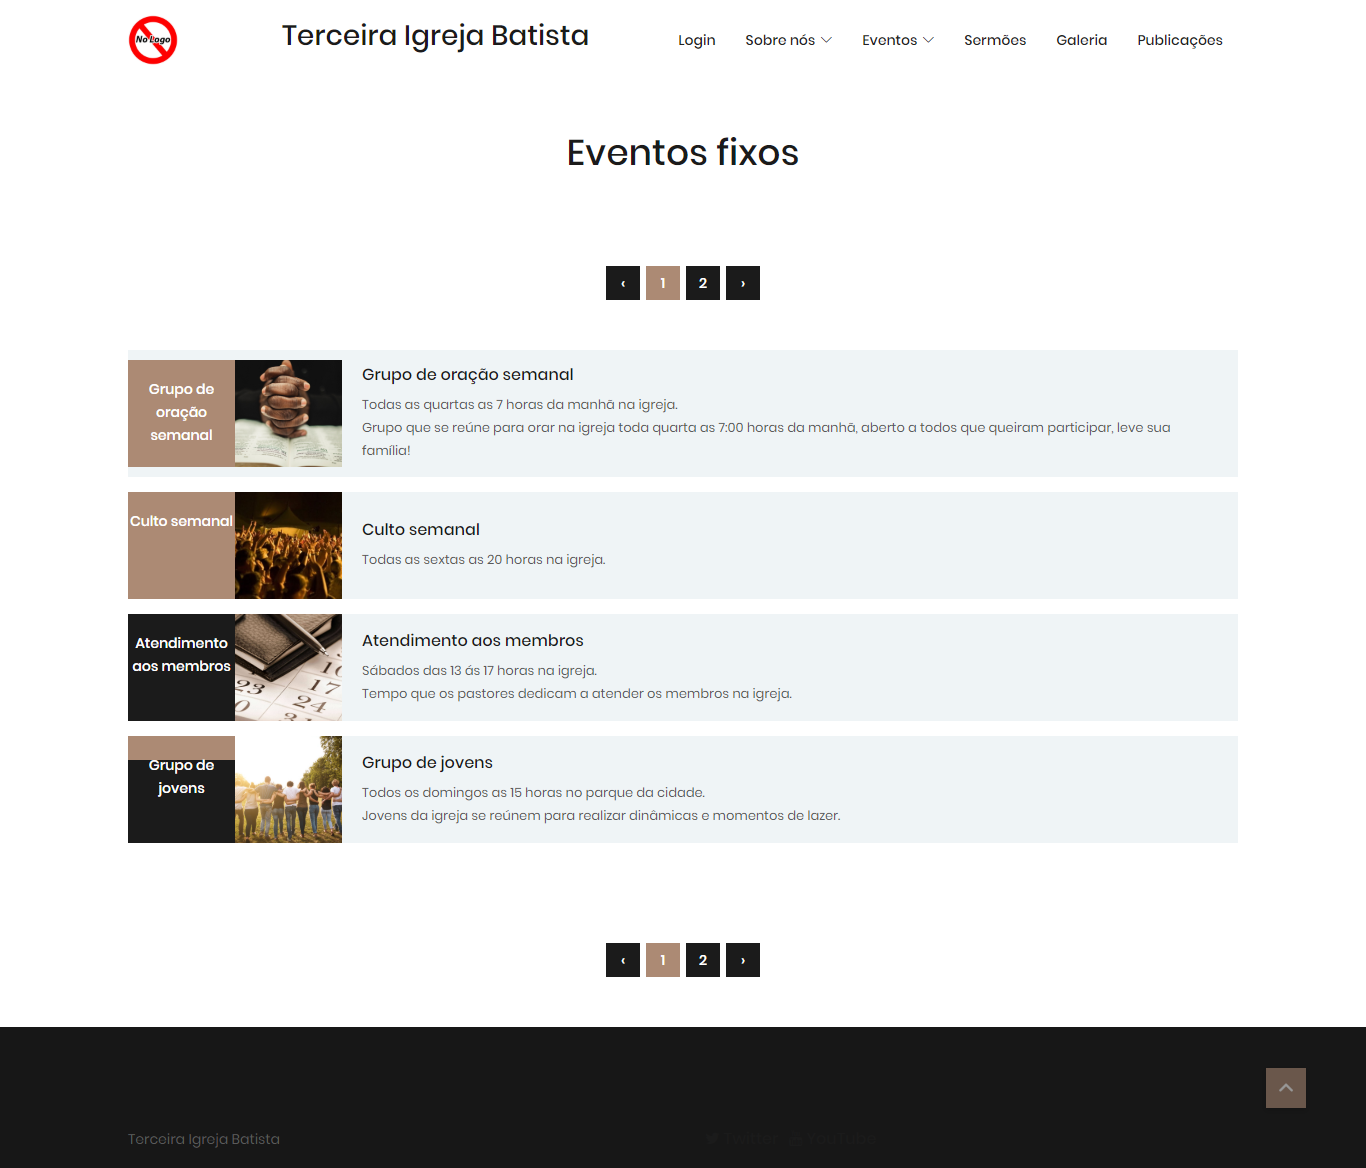 No Logo
Terceira Igreja Batista
Login
Sobre nós
Eventos
Sermões
Galeria
Publicações
Eventos fixos
‹ 1 2 ›
Grupo de
oração
semanal
Grupo de oração semanal
Todas as quartas as 7 horas da manhã na igreja.
Grupo que se reúne para orar na igreja toda quarta as 7:00 horas da manhã, aberto a todos que queiram participar, leve sua
família!
Culto semanal
Culto semanal
Todas as sextas as 20 horas na igreja.
Atendimento
aos membros
23
17
24
Atendimento aos membros
Sábados das 13 ás 17 horas na igreja.
Tempo que os pastores dedicam a atender os membros na igreja.
Grupo de
jovens
Grupo de jovens
Todos os domingos as 15 horas no parque da cidade.
Jovens da igreja se reúnem para realizar dinâmicas e momentos de lazer.
‹ 1 2 ›
Terceira Igreja Batista
Twitter
YouTube